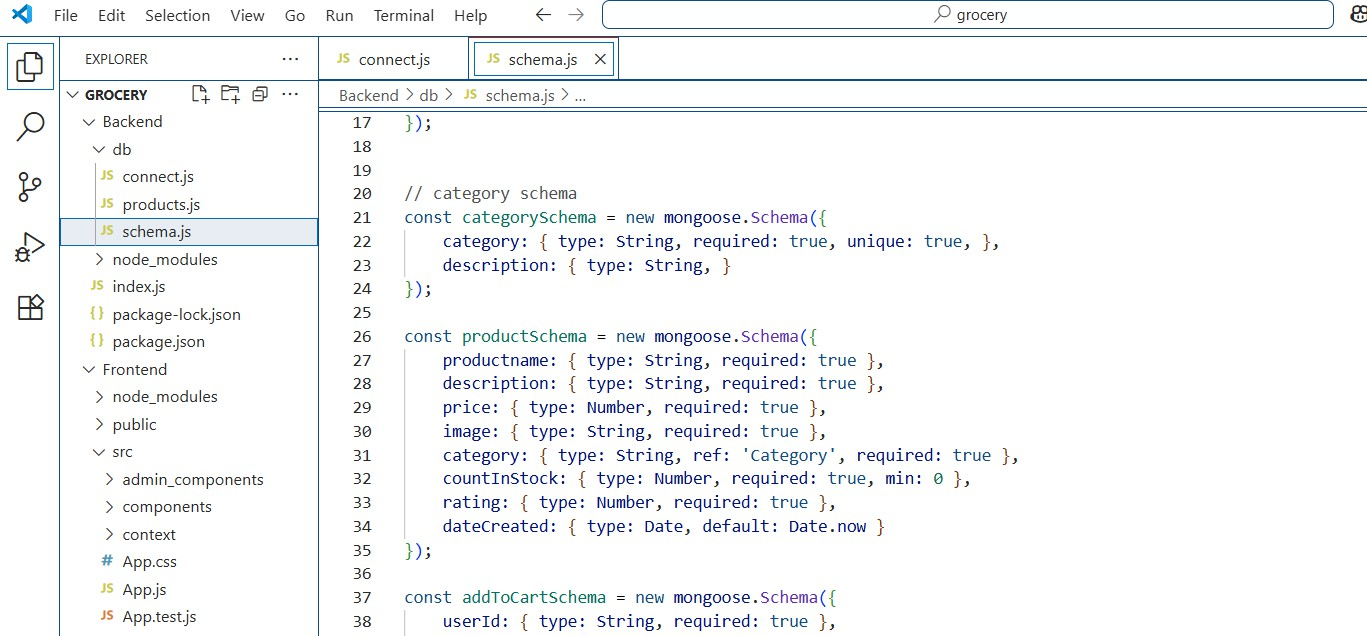 File Edit Selection View Go Run Terminal Help grocery
EXPLORER ...
JS connect.js
JS schema.js
GROCERY ...
Backend
db
JS connect.js
JS products.js
JS schema.js
node_modules
JS index.js
{} package-lock.json
{} package.json
Frontend
node_modules
public
src
admin_components
components
context
# App.css
JS App.js
JS App.test.js
Backend > db > JS schema.js > ...
17 });
18
19
20 // category schema
21 const categorySchema = new mongoose.Schema({
22     category: { type: String, required: true, unique: true, },
23     description: { type: String, }
24 });
25
26 const productSchema = new mongoose.Schema({
27     productname: { type: String, required: true },
28     description: { type: String, required: true },
29     price: { type: Number, required: true },
30     image: { type: String, required: true },
31     category: { type: String, ref: 'Category', required: true },
32     countInStock: { type: Number, required: true, min: 0 },
33     rating: { type: Number, required: true },
34     dateCreated: { type: Date, default: Date.now }
35 });
36
37 const addToCartSchema = new mongoose.Schema({
38     userId: { type: String, required: true },